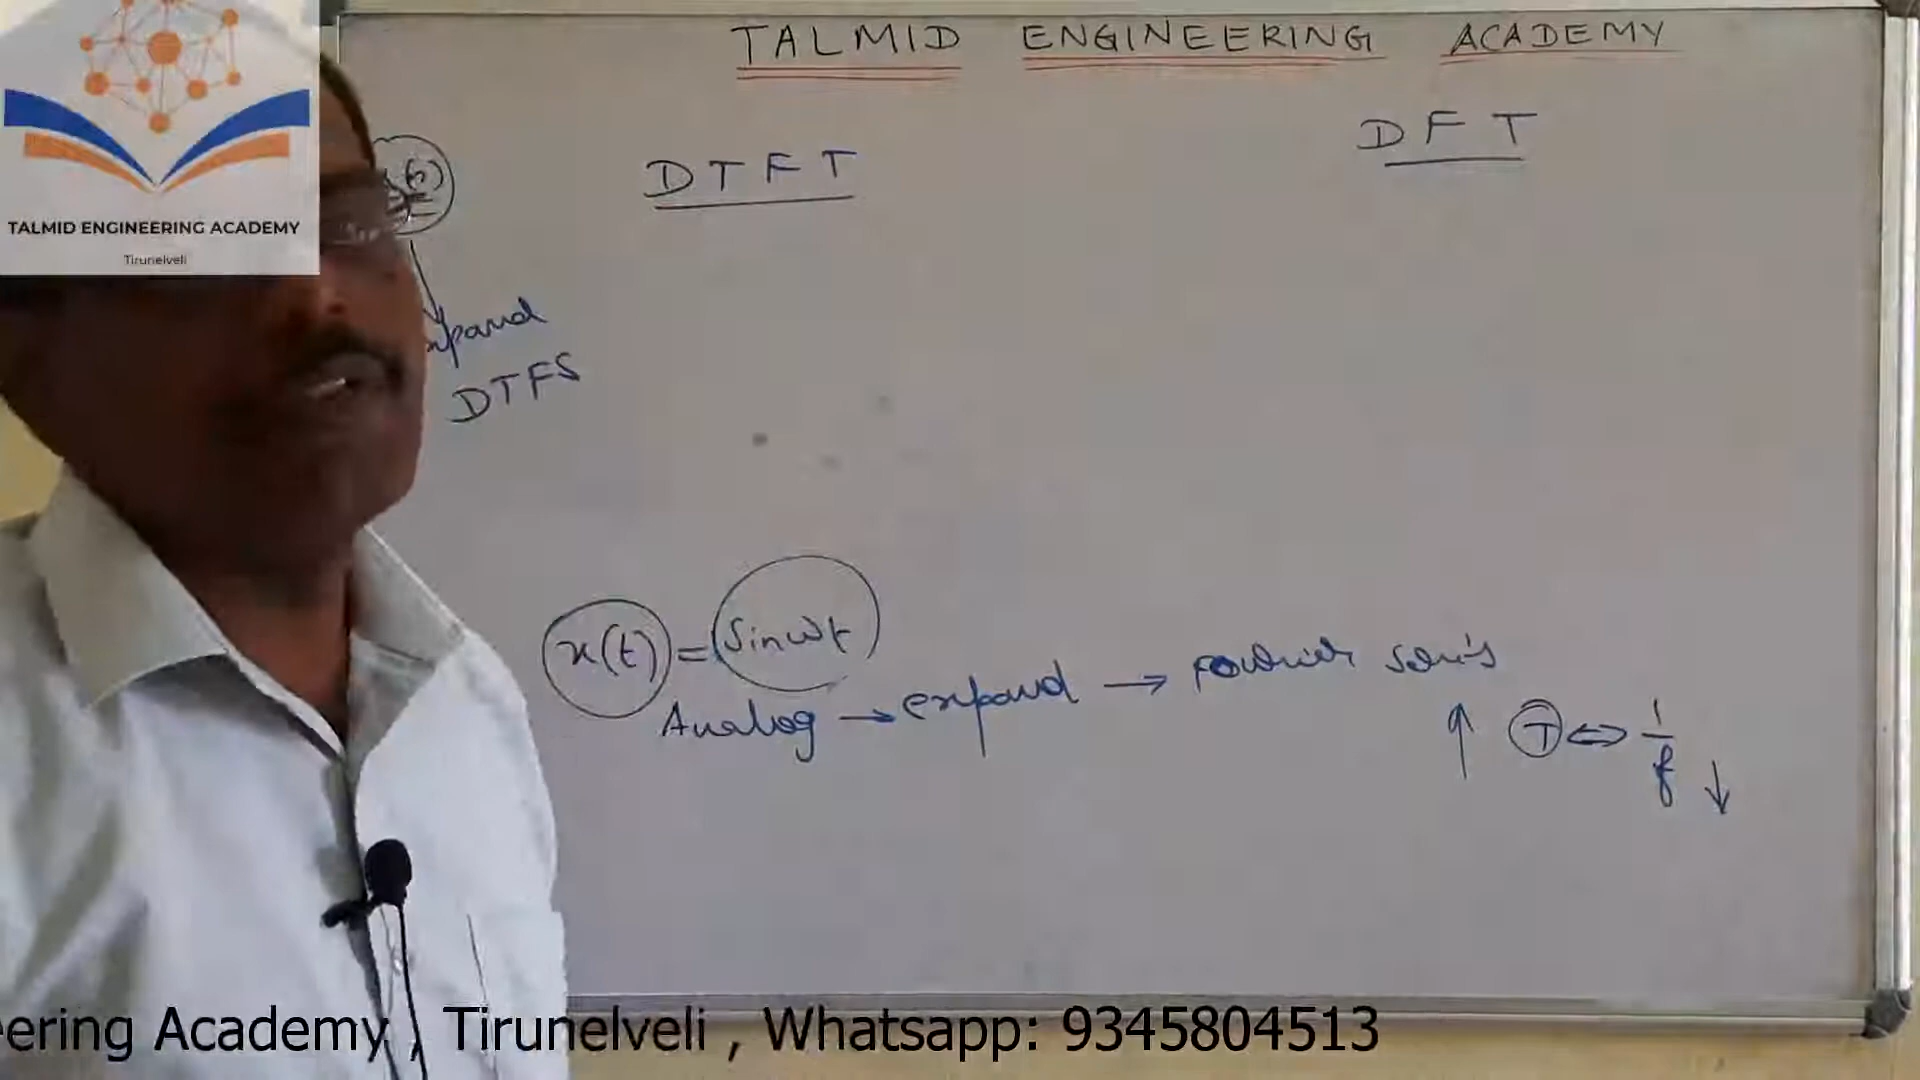 TALMID ENGINEERING ACADEMY
TALMID ENGINEERING ACADEMY
Tirunelveli
DTFT
DFT
DTFS
x(t) = Sinωt
Analog → expand → Fourier Series
↑ T ⇔ 1/f ↓
eering Academy , Tirunelveli , Whatsapp: 9345804513